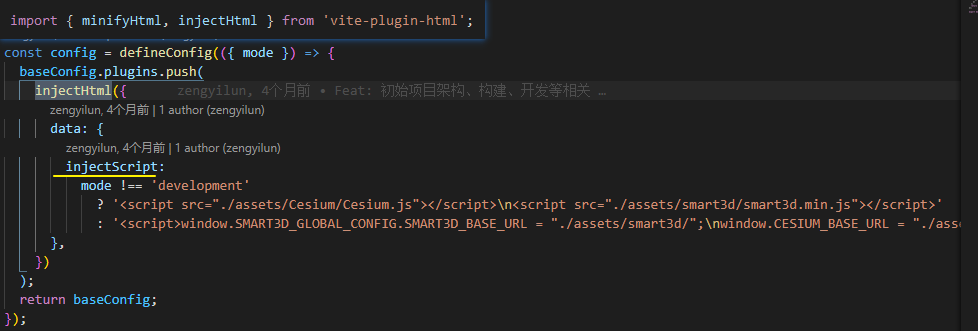 import { minifyHtml, injectHtml } from 'vite-plugin-html';
const config = defineConfig(({ mode }) => {
baseConfig.plugins.push(
injectHtml({ zengyilun, 4个月前 • Feat: 初始项目架构、构建、开发等相关 …
zengyilun, 4个月前 | 1 author (zengyilun)
data: {
zengyilun, 4个月前 | 1 author (zengyilun)
injectScript:
mode !== 'development'
? '<script src="./assets/Cesium/Cesium.js"></script>\n<script src="./assets/smart3d/smart3d.min.js"></script>'
: '<script>window.SMART3D_GLOBAL_CONFIG.SMART3D_BASE_URL = "./assets/smart3d/";\nwindow.CESIUM_BASE_URL = "./asse
},
})
);
return baseConfig;
});